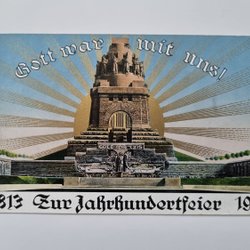 Gott war mit uns!
813 Zur Jahrhundertfeier 19